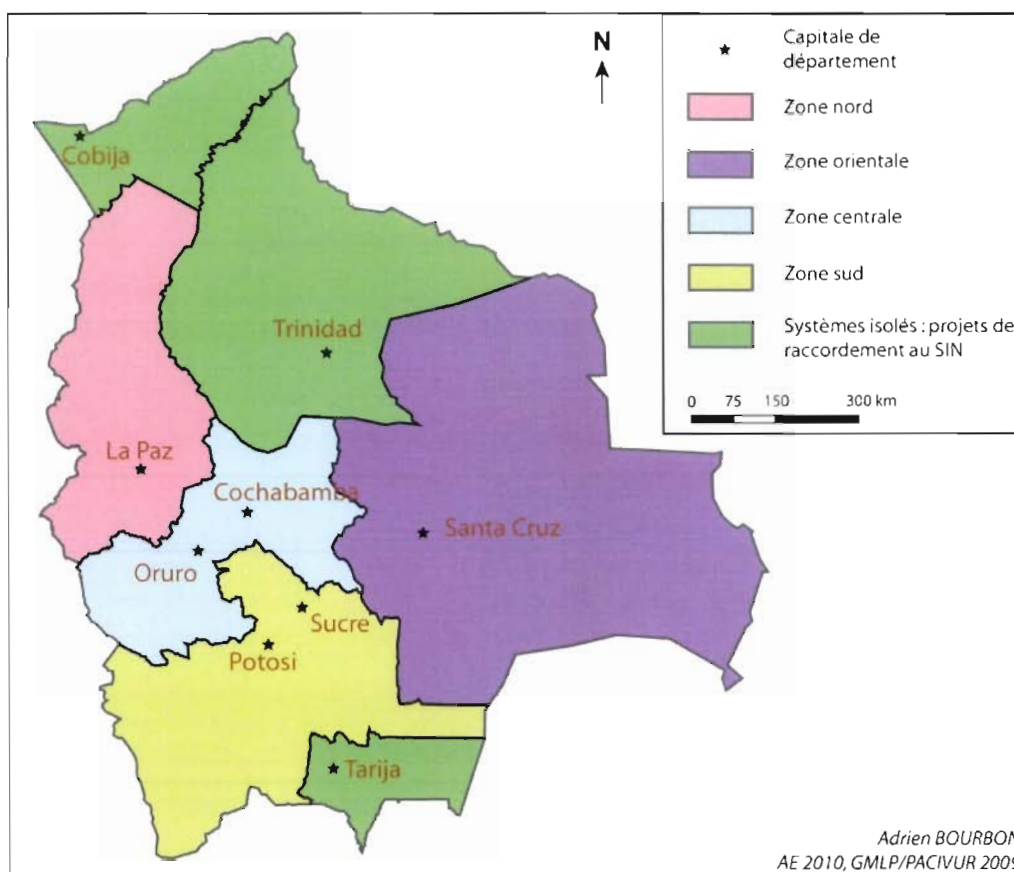 N
Capitale de
département
Zone nord
Zone orientale
Zone centrale
Zone sud
Systèmes isolés : projets de
raccordement au SIN
0 75 150 300 km
Cobija
Trinidad
La Paz
Cochabamba
Santa Cruz
Oruro
Sucre
Potosi
Tarija
Adrien BOURBON
AE 2010, GMLP/PACIVUR 2009